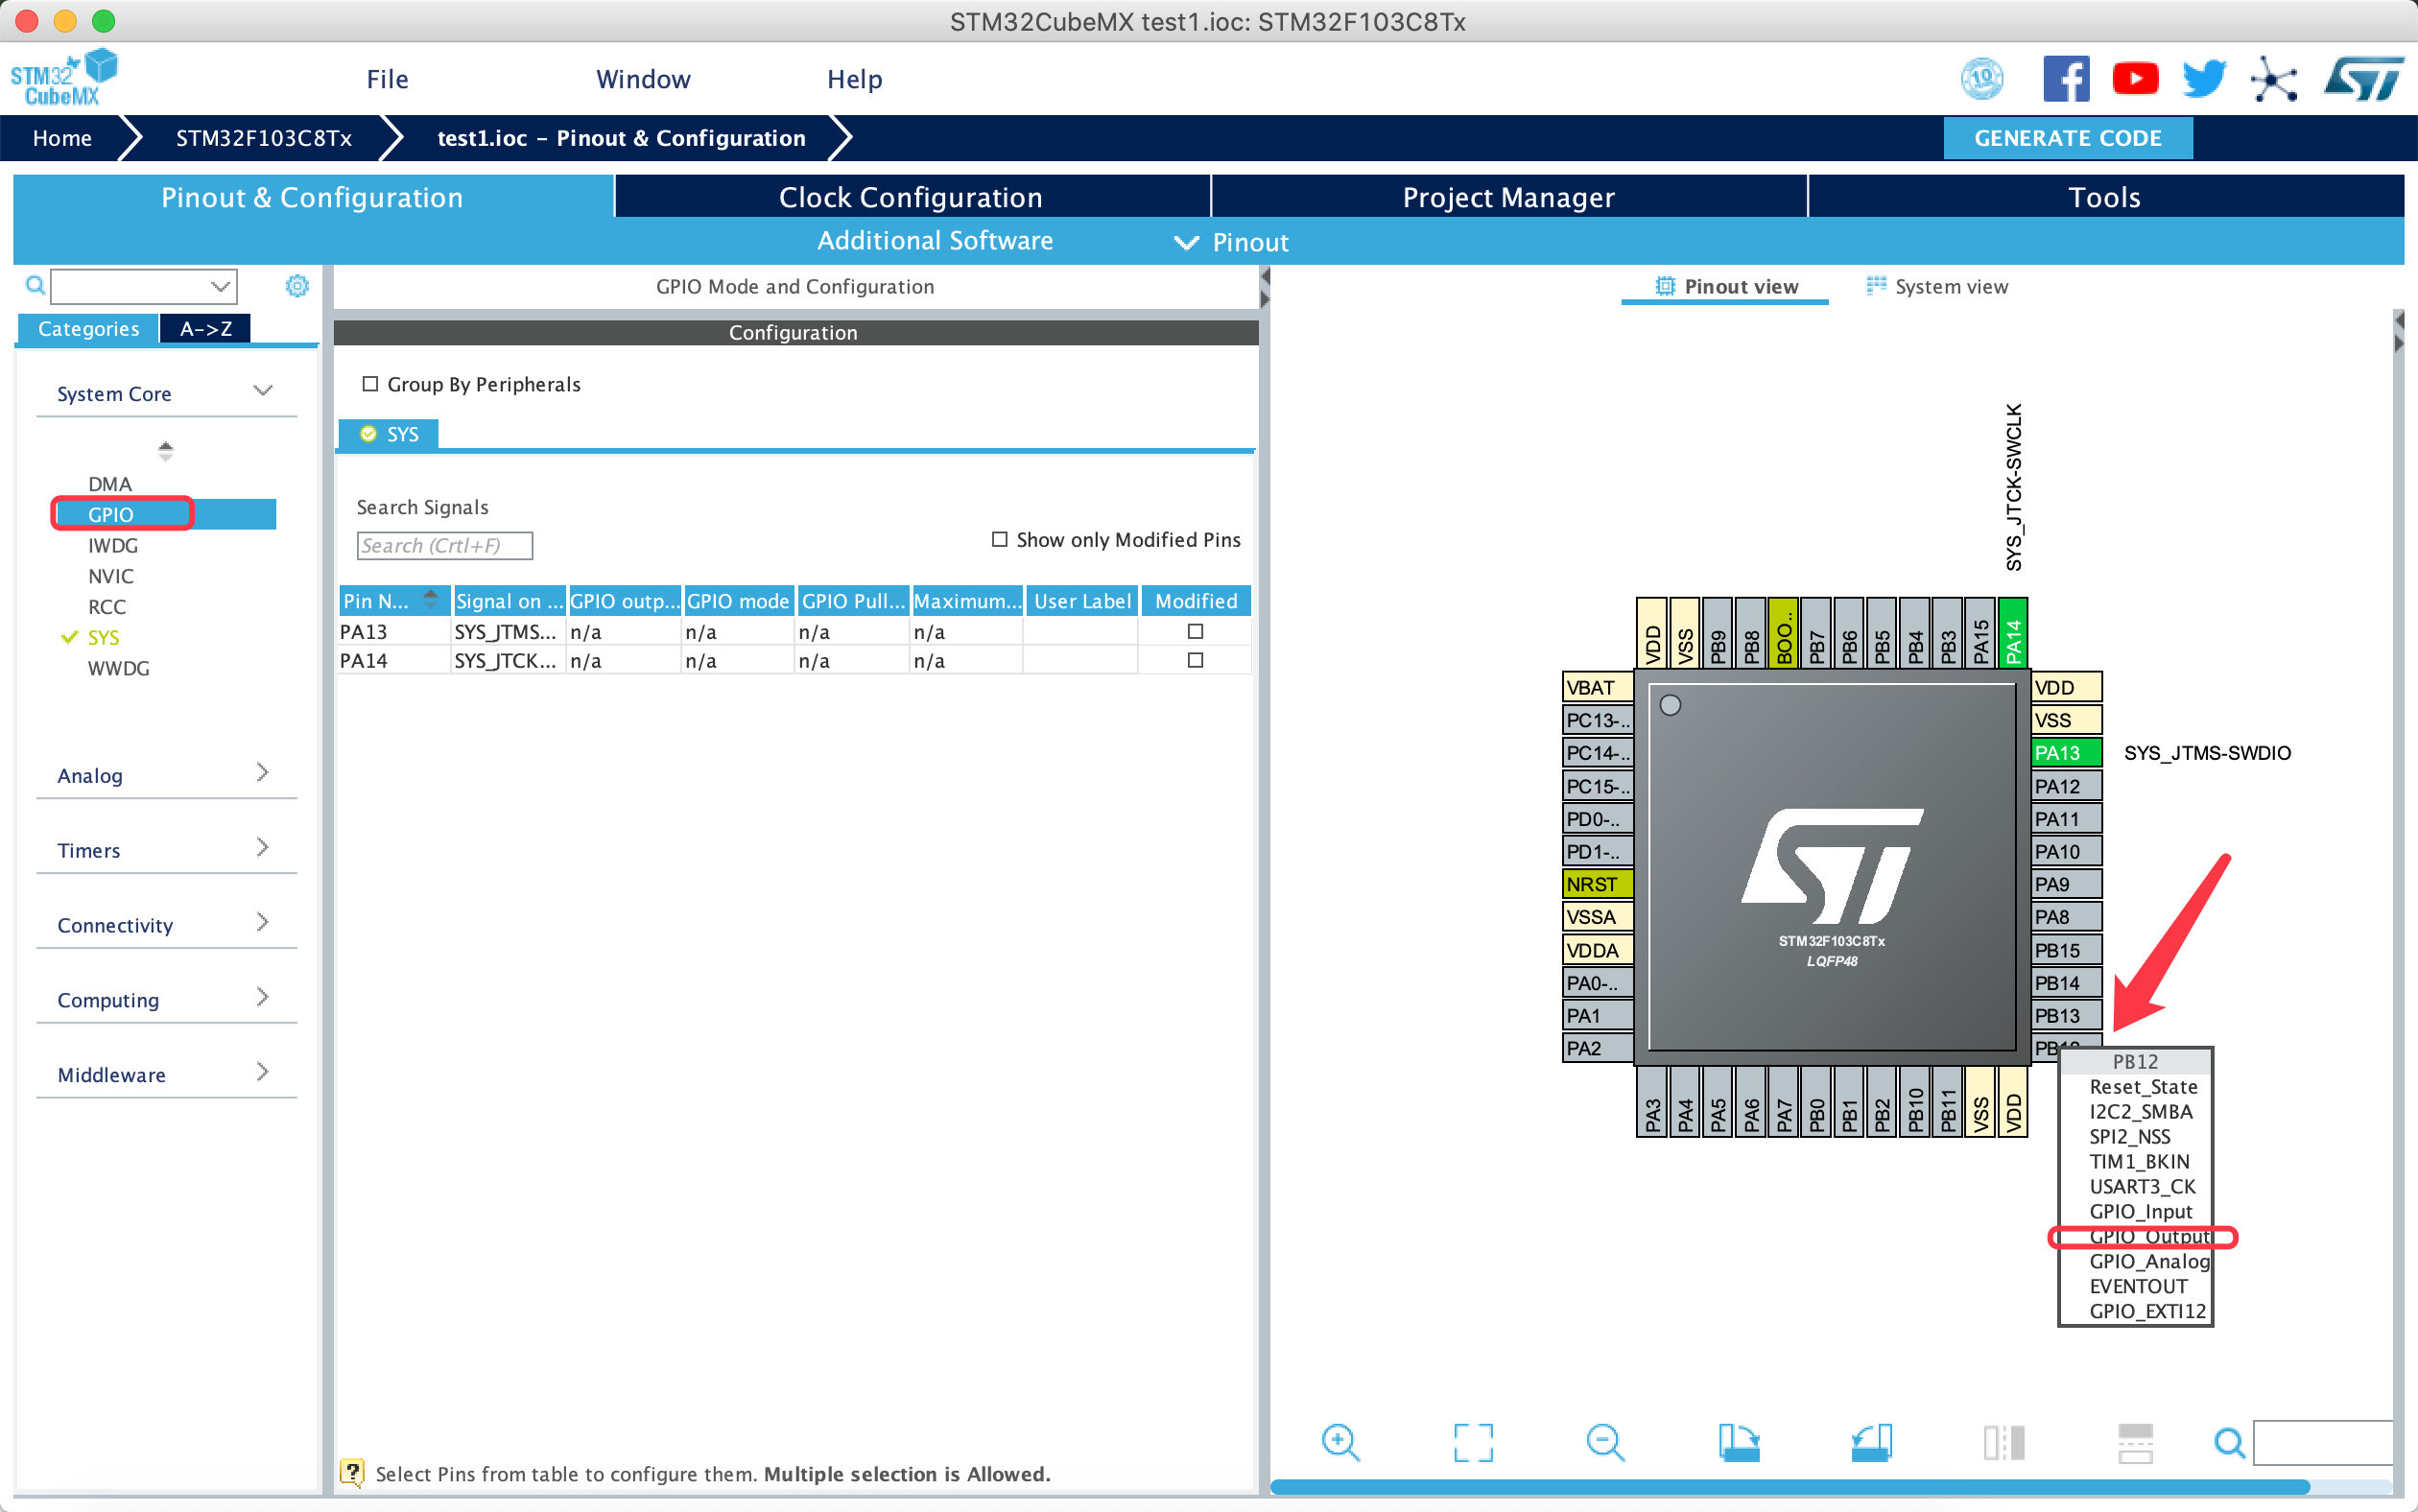 STM32CubeMX test1.ioc: STM32F103C8Tx
STM32
CubeMX
File
Window
Help
10
ST
Home
STM32F103C8Tx
test1.ioc – Pinout & Configuration
GENERATE CODE
Pinout & Configuration
Clock Configuration
Project Manager
Tools
Additional Software
Pinout
Categories
A->Z
System Core
DMA
GPIO
IWDG
NVIC
RCC
SYS
WWDG
Analog
Timers
Connectivity
Computing
Middleware
GPIO Mode and Configuration
Configuration
Group By Peripherals
SYS
Search Signals
Search (Crtl+F)
Show only Modified Pins
Pin N... Signal on ... GPIO outp... GPIO mode GPIO Pull... Maximum... User Label Modified
PA13 SYS_JTMS... n/a n/a n/a n/a
PA14 SYS_JTCK... n/a n/a n/a n/a
Select Pins from table to configure them. Multiple selection is Allowed.
Pinout view
System view
SYS_JTCK-SWCLK
VDD
VSS
PB9
PB8
BOO..
PB7
PB6
PB5
PB4
PB3
PA15
PA14
VBAT
PC13-..
PC14-..
PC15-..
PD0-..
PD1-..
NRST
VSSA
VDDA
PA0-..
PA1
PA2
ST
STM32F103C8Tx
LQFP48
VDD
VSS
PA13 SYS_JTMS-SWDIO
PA12
PA11
PA10
PA9
PA8
PB15
PB14
PB13
PB12
PA3
PA4
PA5
PA6
PA7
PB0
PB1
PB2
PB10
PB11
VSS
VDD
PB12
Reset_State
I2C2_SMBA
SPI2_NSS
TIM1_BKIN
USART3_CK
GPIO_Input
GPIO_Output
GPIO_Analog
EVENTOUT
GPIO_EXTI12